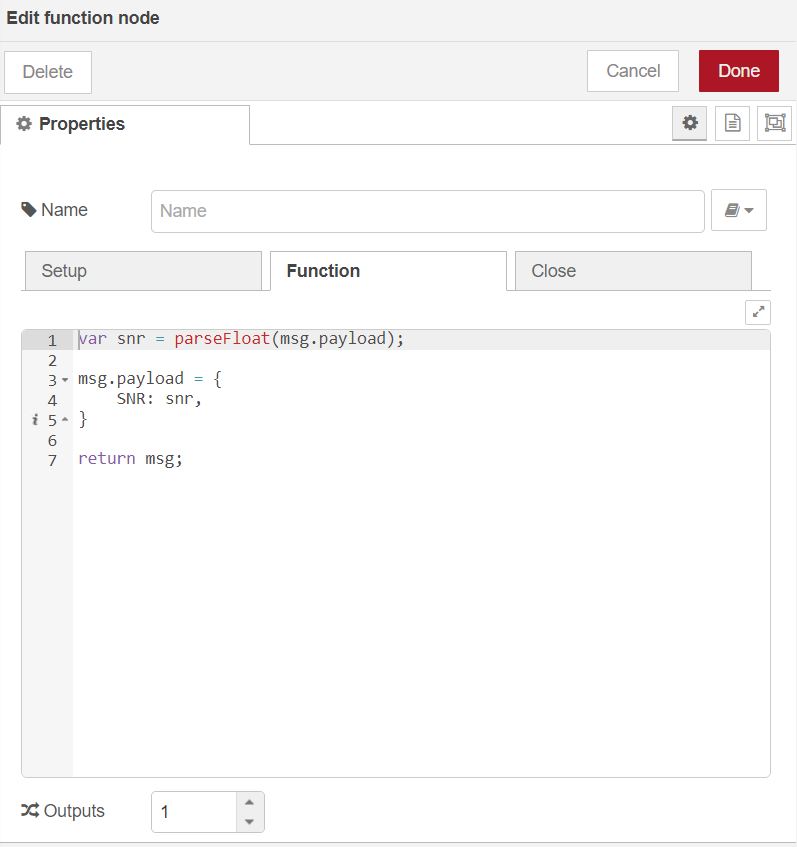 Edit function node
Delete
Cancel
Done
Properties
Name
Name
Setup
Function
Close
1 var snr = parseFloat(msg.payload);
2
3 msg.payload = {
4     SNR: snr,
i 5 }
6
7 return msg;
Outputs
1